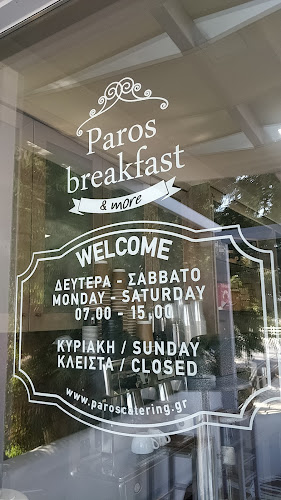 Paros
breakfast
& more
WELCOME
ΔΕΥΤΕΡΑ - ΣΑΒΒΑΤΟ
MONDAY - SATURDAY
07.00 - 15.00
ΚΥΡΙΑΚΗ / SUNDAY
ΚΛΕΙΣΤΑ / CLOSED
www.paroscatering.gr